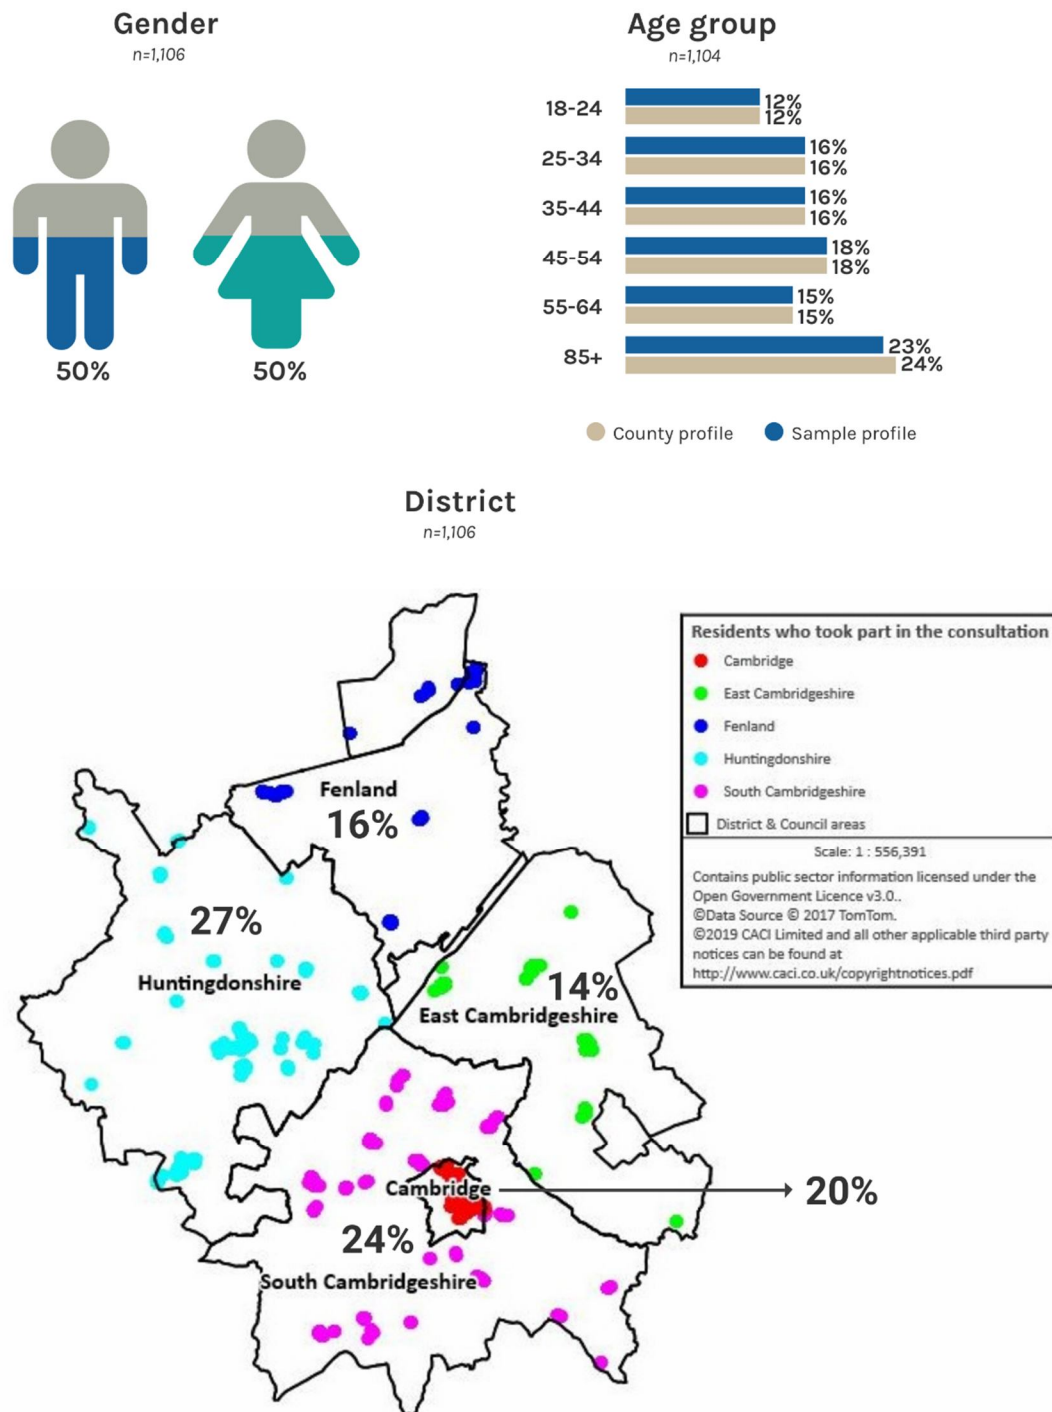 Gender
n=1,106
50%
50%
Age group
n=1,104
18-24
12%
12%
25-34
16%
16%
35-44
16%
16%
45-54
18%
18%
55-64
15%
15%
85+
23%
24%
County profile
Sample profile
District
n=1,106
Residents who took part in the consultation
Cambridge
East Cambridgeshire
Fenland
Huntingdonshire
South Cambridgeshire
District & Council areas
Scale: 1 : 556,391
Contains public sector information licensed under the
Open Government Licence v3.0..
©Data Source © 2017 TomTom.
©2019 CACI Limited and all other applicable third party
notices can be found at
http://www.caci.co.uk/copyrightnotices.pdf
Fenland
16%
27%
Huntingdonshire
14%
East Cambridgeshire
Cambridge
20%
24%
South Cambridgeshire